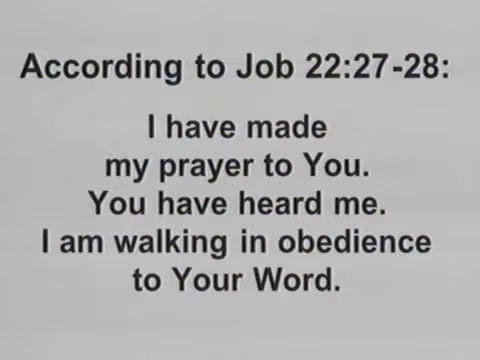 According to Job 22:27-28:
I have made
my prayer to You.
You have heard me.
I am walking in obedience
to Your Word.